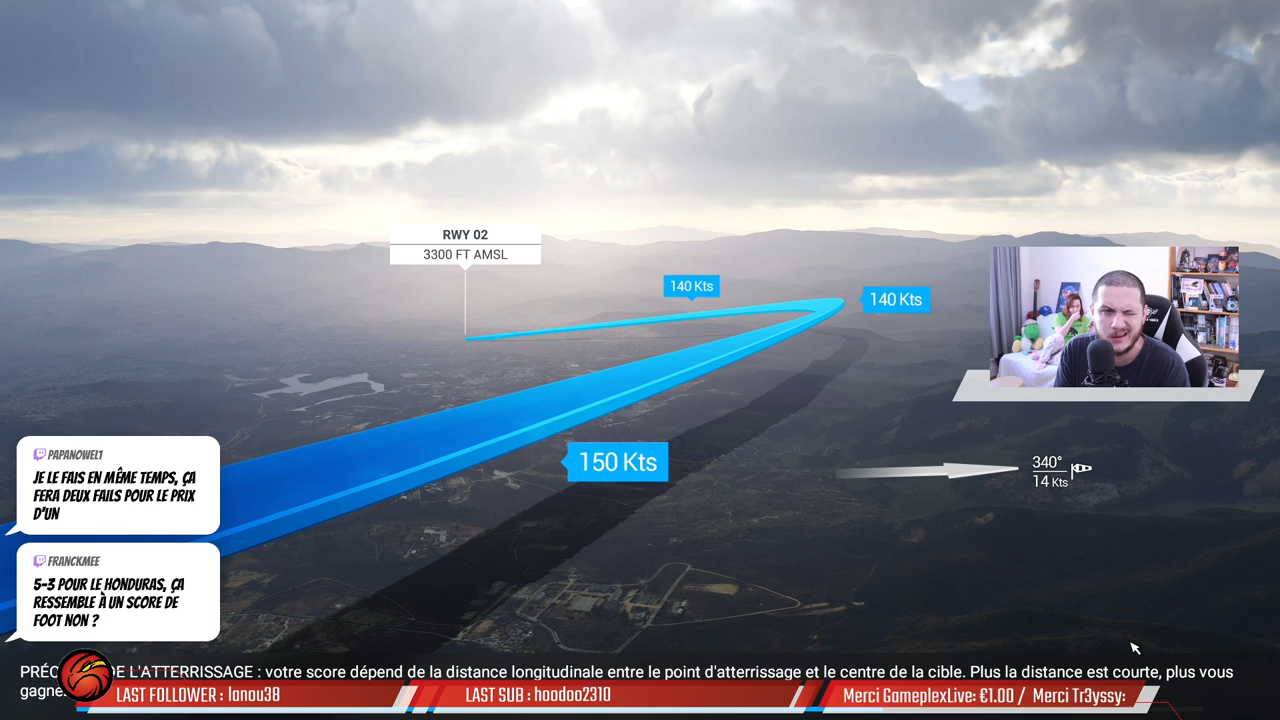 RWY 02
3300 FT AMSL
140 Kts
140 Kts
150 Kts
340°
14 Kts
PAPANOWEL1
JE LE FAIS EN MÊME TEMPS, ÇA
FERA DEUX FAILS POUR LE PRIX
D'UN
FRANCKMEE
5-3 POUR LE HONDURAS, ÇA
RESSEMBLE À UN SCORE DE
FOOT NON ?
DE L'ATTERRISSAGE : votre score dépend de la distance longitudinale entre le point d'atterrissage et le centre de la cible. Plus la distance est courte, plus vous
LAST FOLLOWER : lonou38
LAST SUB : hoodoo2310
Merci GameplexLive: €1.00 / Merci Tr3yssy: